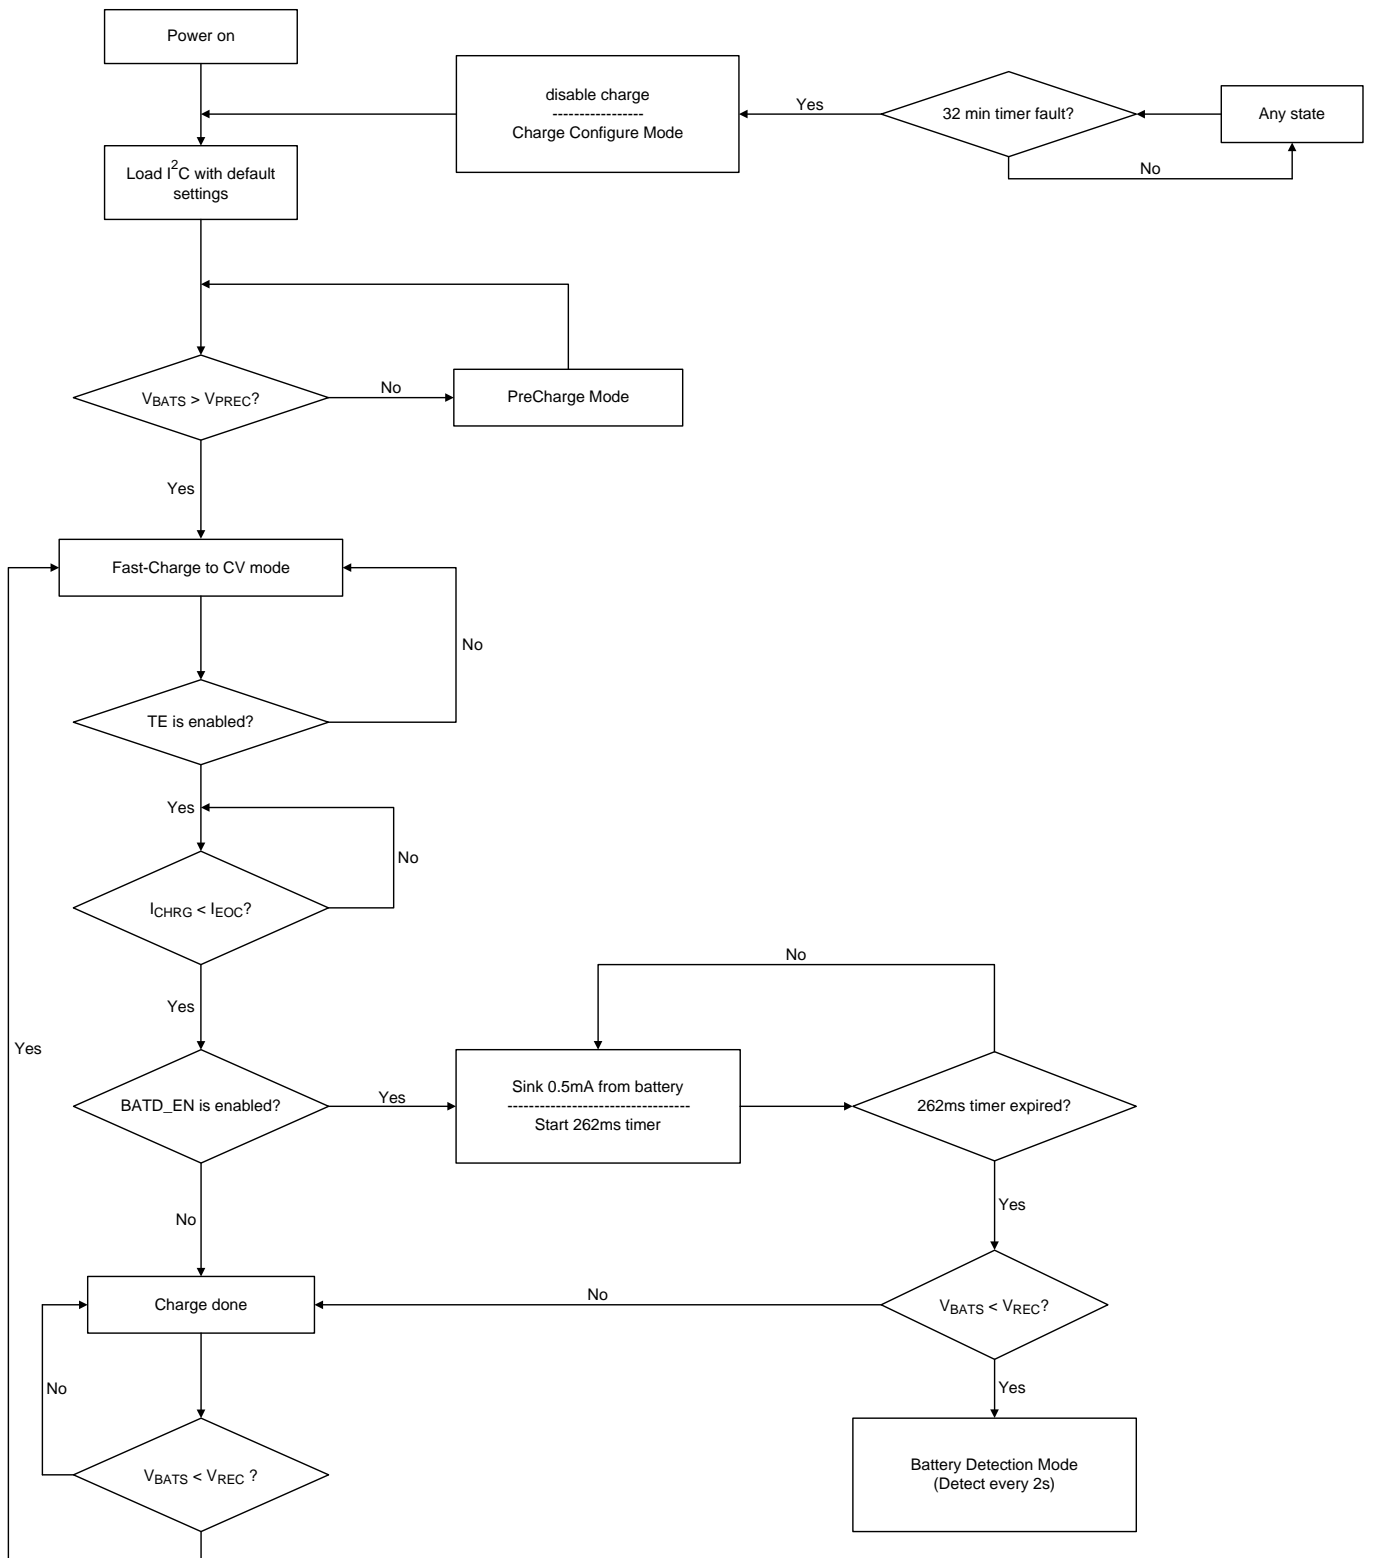 Power on
disable charge
-----------------
Charge Configure Mode
Yes
32 min timer fault?
Any state
No
Load I²C with default
settings
VBATS > VPREC?
No
PreCharge Mode
Yes
Fast-Charge to CV mode
No
TE is enabled?
Yes
No
ICHRG < IEOC?
No
Yes
Yes
BATD_EN is enabled?
Yes
Sink 0.5mA from battery
----------------------------------
Start 262ms timer
262ms timer expired?
Yes
No
Charge done
No
VBATS < VREC?
No
Yes
VBATS < VREC ?
Battery Detection Mode
(Detect every 2s)